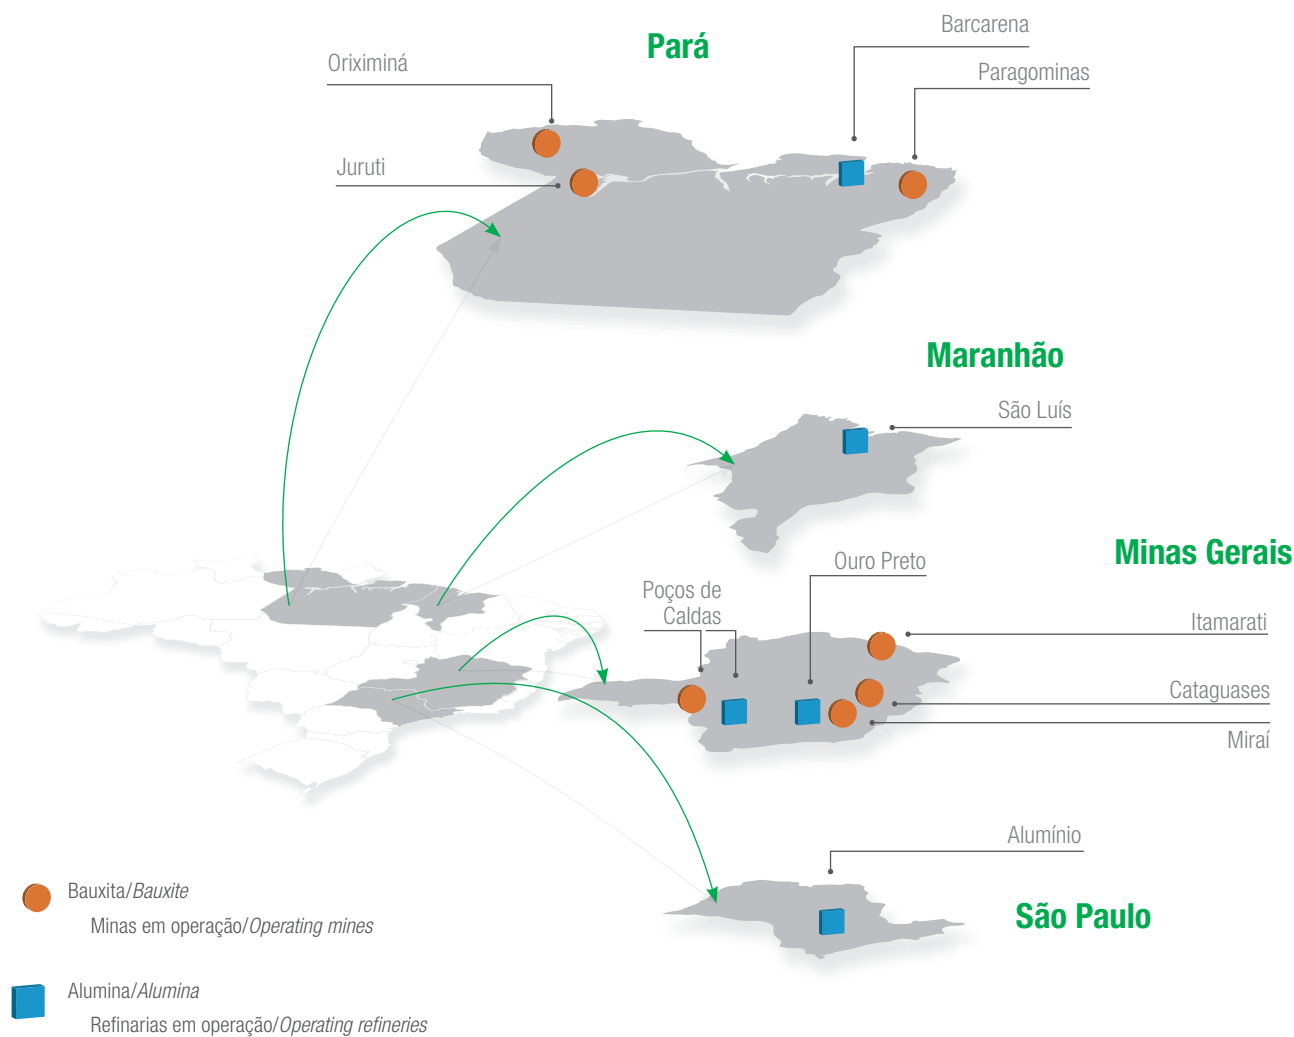 Barcarena
Pará
Oriximiná
Paragominas
Juruti
Maranhão
São Luís
Minas Gerais
Ouro Preto
Poços de
Caldas
Itamarati
Cataguases
Miraí
Alumínio
São Paulo
Bauxita/Bauxite
Minas em operação/Operating mines
Alumina/Alumina
Refinarias em operação/Operating refineries